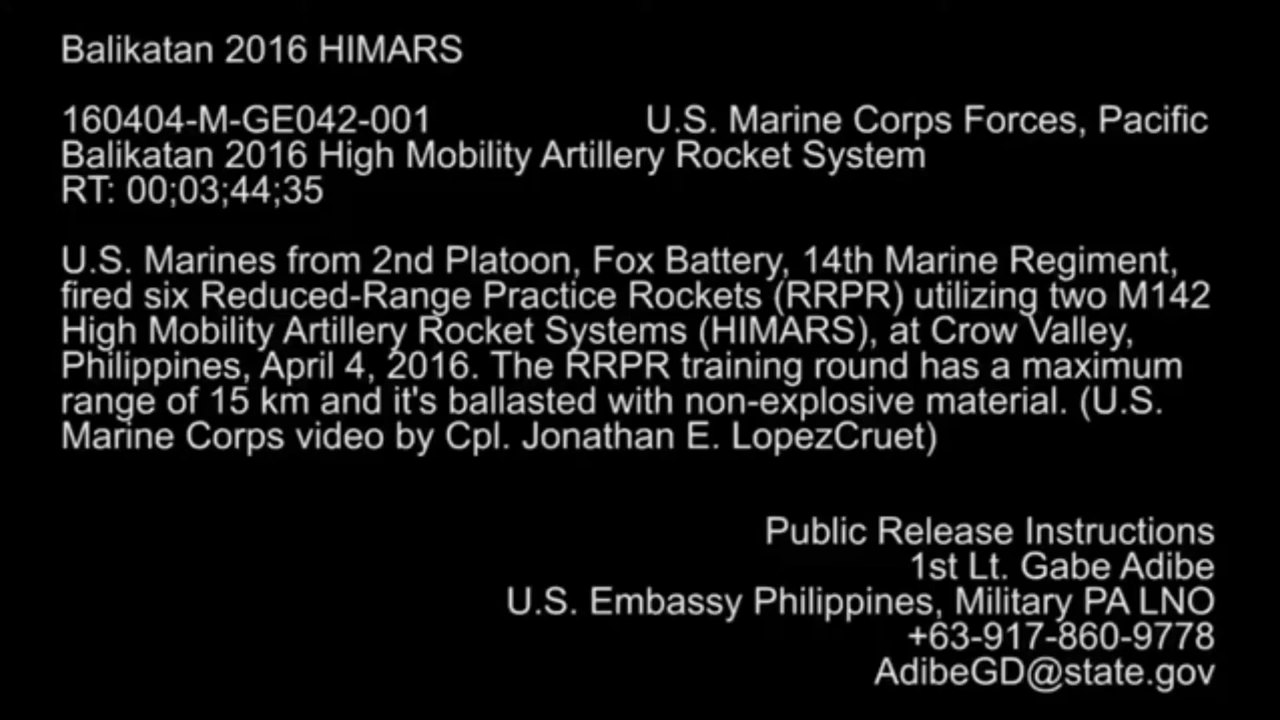 Balikatan 2016 HIMARS
160404-M-GE042-001 U.S. Marine Corps Forces, Pacific
Balikatan 2016 High Mobility Artillery Rocket System
RT: 00;03;44;35
U.S. Marines from 2nd Platoon, Fox Battery, 14th Marine Regiment,
fired six Reduced-Range Practice Rockets (RRPR) utilizing two M142
High Mobility Artillery Rocket Systems (HIMARS), at Crow Valley,
Philippines, April 4, 2016. The RRPR training round has a maximum
range of 15 km and it's ballasted with non-explosive material. (U.S.
Marine Corps video by Cpl. Jonathan E. LopezCruet)
Public Release Instructions
1st Lt. Gabe Adibe
U.S. Embassy Philippines, Military PA LNO
+63-917-860-9778
AdibeGD@state.gov